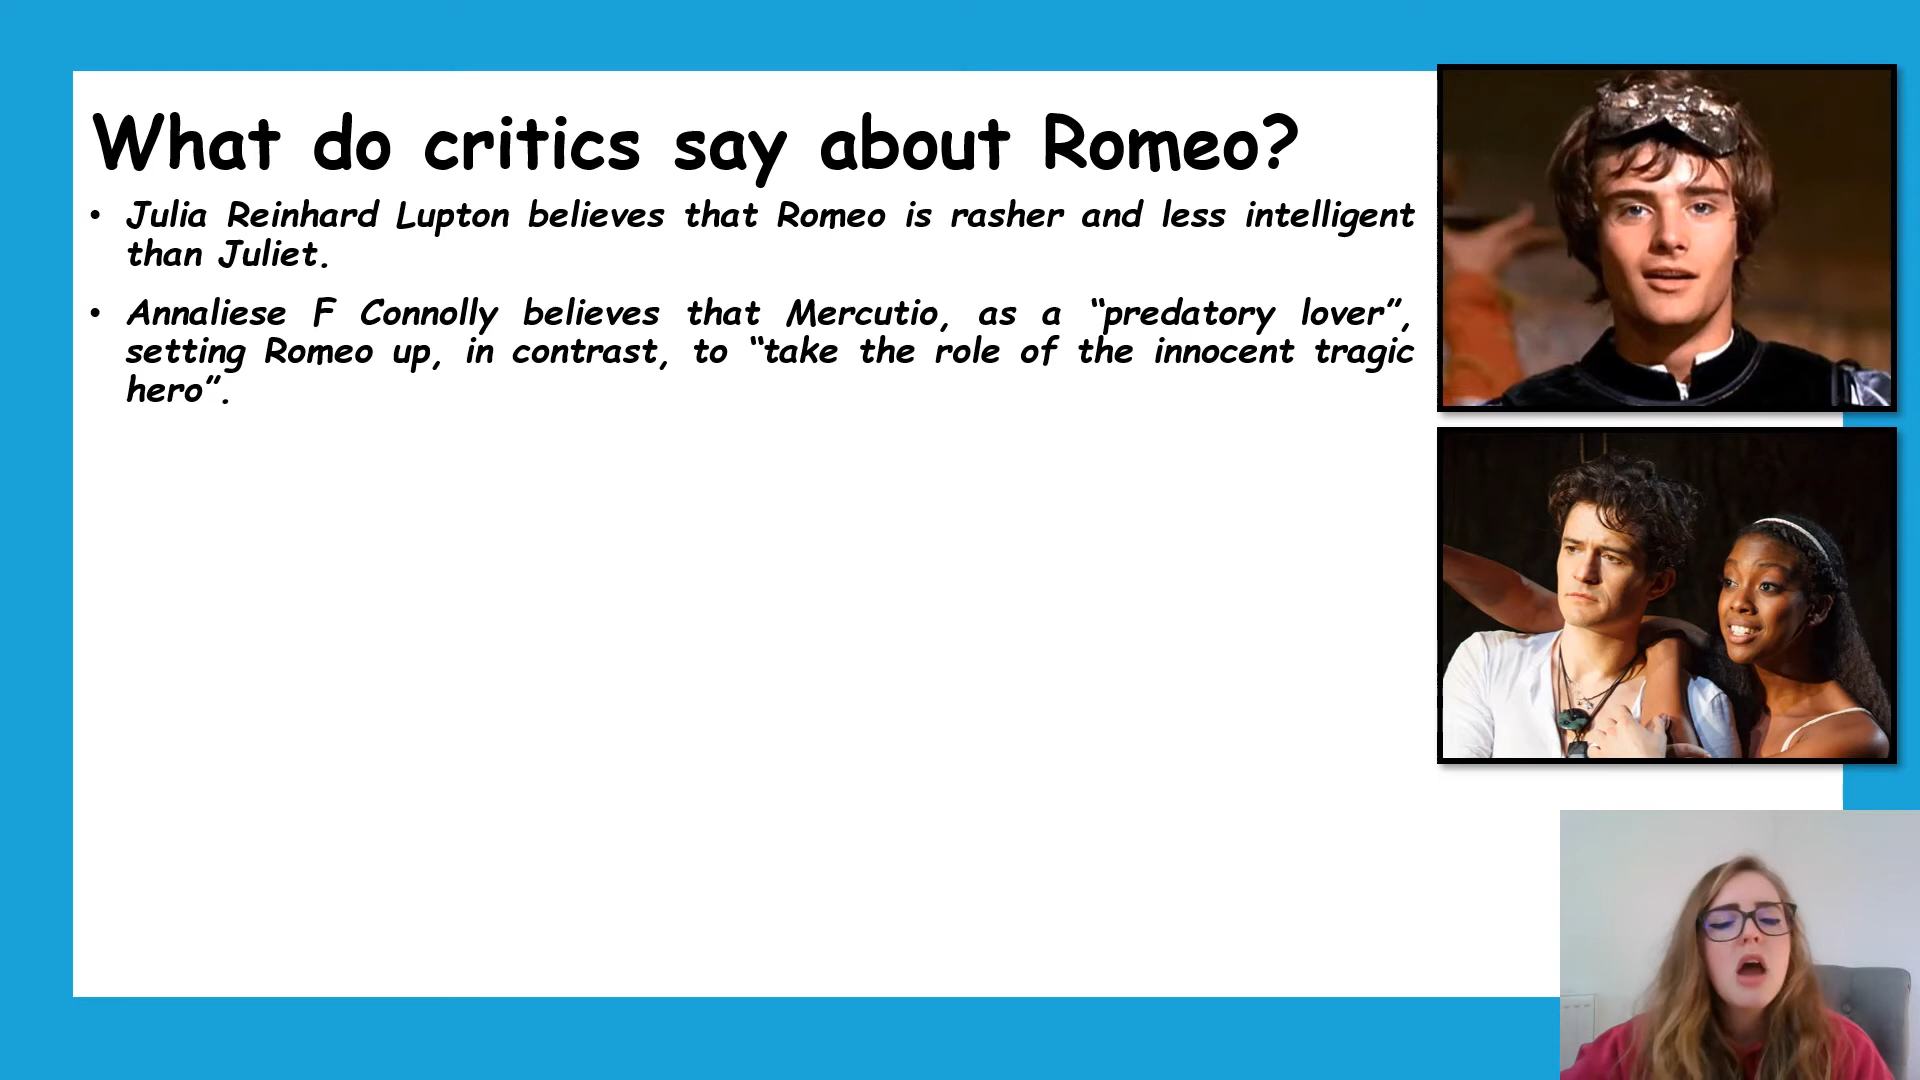 What do critics say about Romeo?
• Julia Reinhard Lupton believes that Romeo is rasher and less intelligent
than Juliet.
• Annaliese F Connolly believes that Mercutio, as a “predatory lover”,
setting Romeo up, in contrast, to “take the role of the innocent tragic
hero”.